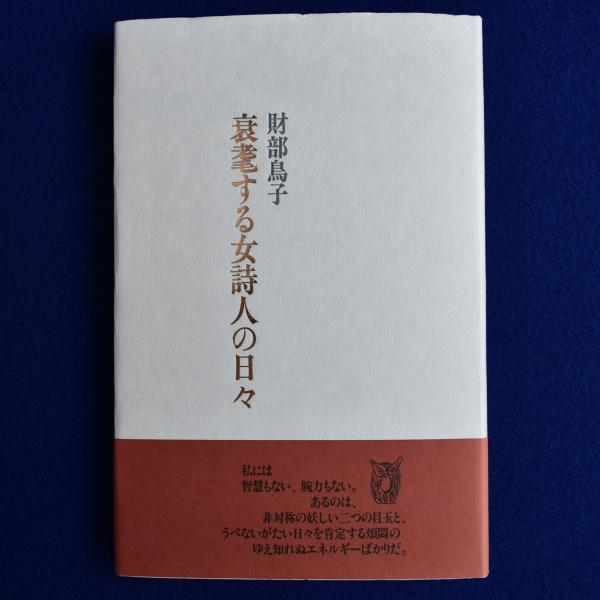 財部鳥子
衰耄する女詩人の日々
私には
智慧もない、腕力もない。
あるのは、
非対称の妖しい二つの目玉と、
うべないがたい日々を肯定する煩悶の
ゆえ知れぬエネルギーばかりだ。